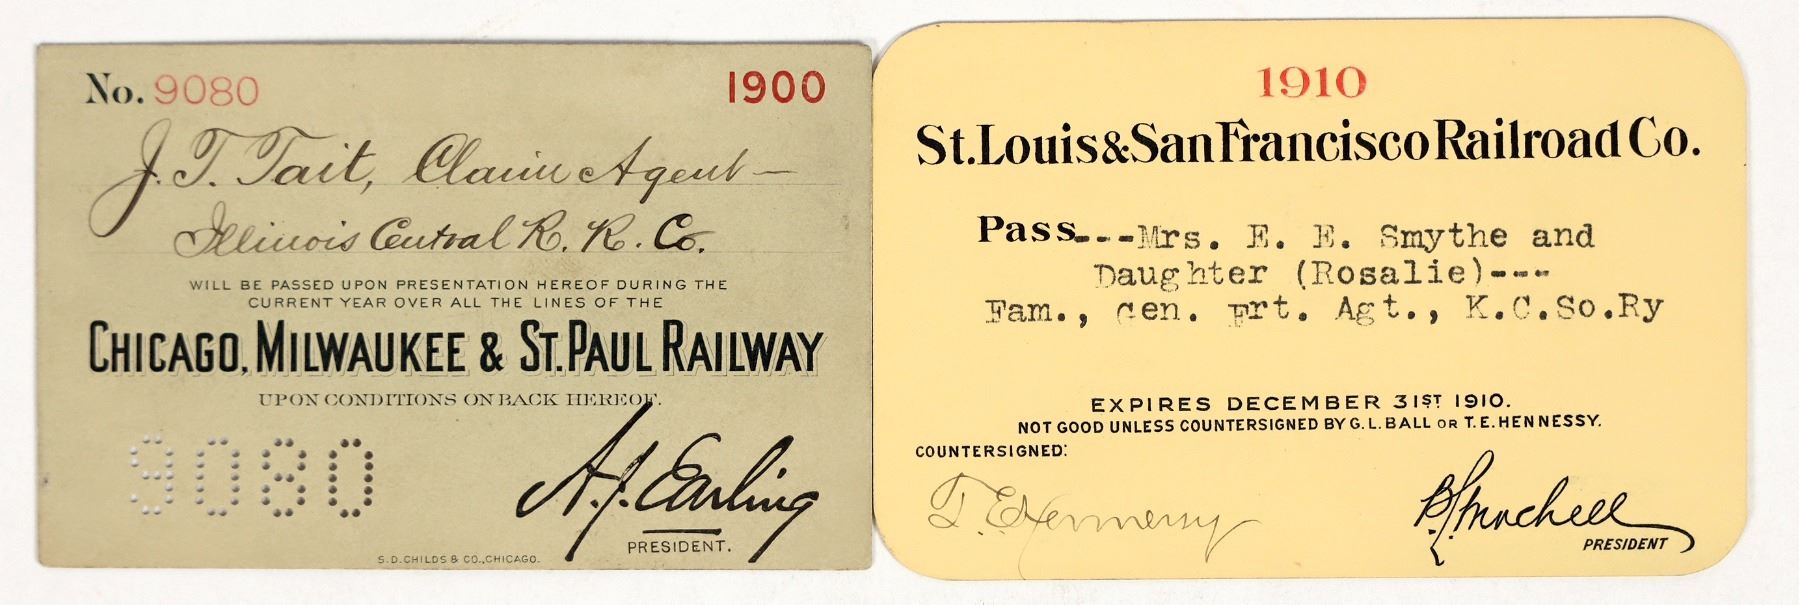 No. 9080
1900
J. T. Tait, Claim Agent —
Illinois Central R. R. Co.
WILL BE PASSED UPON PRESENTATION HEREOF DURING THE
CURRENT YEAR OVER ALL THE LINES OF THE
CHICAGO, MILWAUKEE & ST. PAUL RAILWAY
UPON CONDITIONS ON BACK HEREOF.
9080
A. J. Earling
PRESIDENT.
S. D. CHILDS & CO., CHICAGO.
1910
St. Louis & San Francisco Railroad Co.
Pass---Mrs. E. E. Smythe and
Daughter (Rosalie)---
Fam., Gen. Frt. Agt., K.C.So.Ry
EXPIRES DECEMBER 31ST 1910.
NOT GOOD UNLESS COUNTERSIGNED BY G. L. BALL OR T. E. HENNESSY.
COUNTERSIGNED:
T. E. Hennessy
PRESIDENT